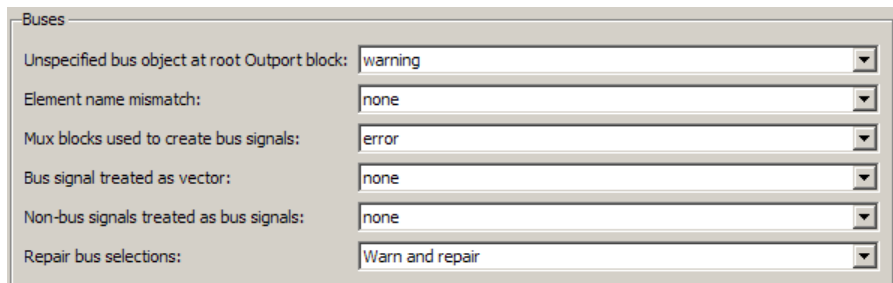 Buses
Unspecified bus object at root Outport block: warning
Element name mismatch: none
Mux blocks used to create bus signals: error
Bus signal treated as vector: none
Non-bus signals treated as bus signals: none
Repair bus selections: Warn and repair